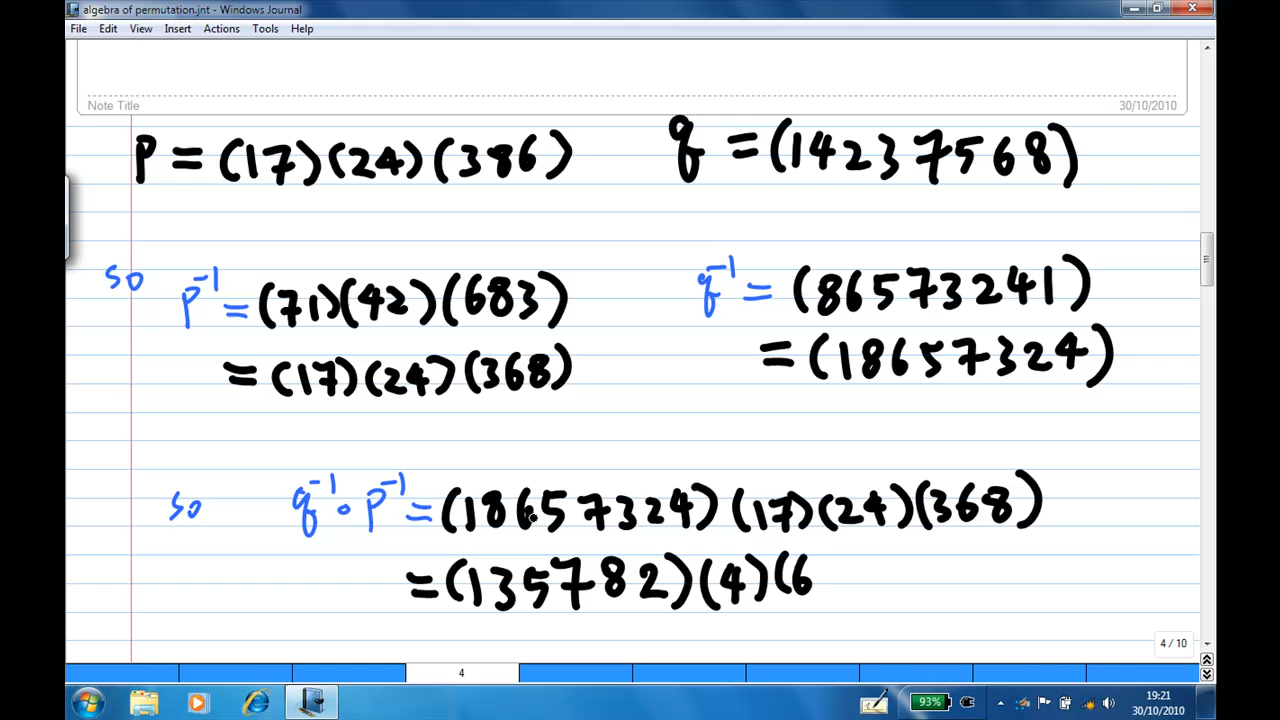 algebra of permutation.jnt - Windows Journal
File Edit View Insert Actions Tools Help
Note Title 30/10/2010
p = (17)(24)(386) q = (14237568)
so p⁻¹ = (71)(42)(683) q⁻¹ = (86573241)
= (17)(24)(368) = (18657324)
so q⁻¹ ∘ p⁻¹ = (18657324)(17)(24)(368)
= (135782)(4)(6
4 / 10
4
93% 19:21
30/10/2010